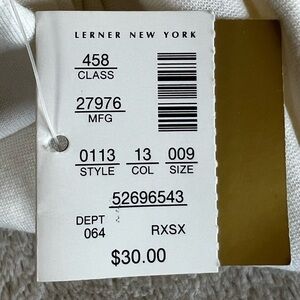 LERNER NEW YORK
458
CLASS
27976
MFG
0113 13 009
STYLE COL SIZE
52696543
DEPT
064 RXSX
$30.00